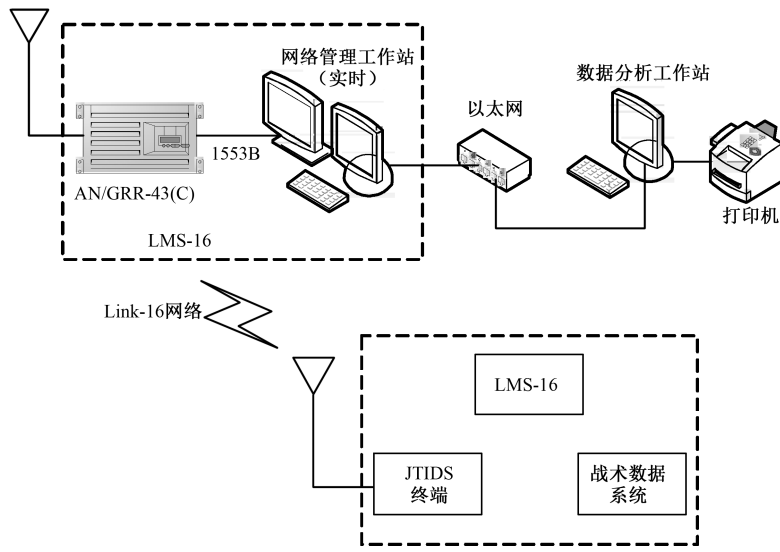 网络管理工作站
（实时）
数据分析工作站
以太网
1553B
AN/GRR-43(C)
打印机
LMS-16
Link-16网络
LMS-16
JTIDS
终端
战术数据
系统